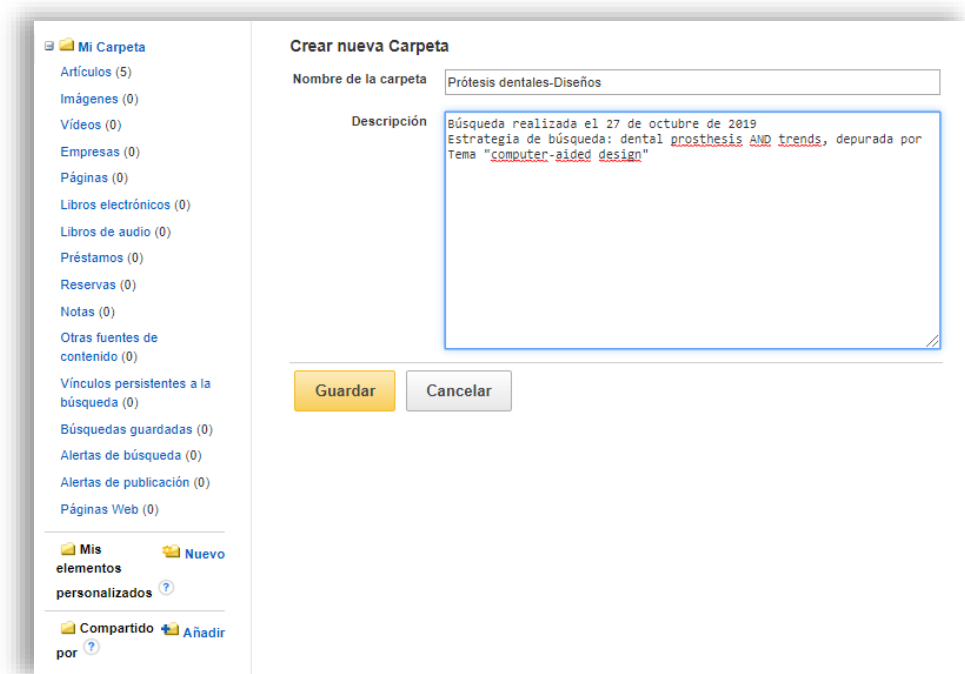 Mi Carpeta
Artículos (5)
Imágenes (0)
Vídeos (0)
Empresas (0)
Páginas (0)
Libros electrónicos (0)
Libros de audio (0)
Préstamos (0)
Reservas (0)
Notas (0)
Otras fuentes de
contenido (0)
Vínculos persistentes a la
búsqueda (0)
Búsquedas guardadas (0)
Alertas de búsqueda (0)
Alertas de publicación (0)
Páginas Web (0)
Mis Nuevo
elementos
personalizados ?
Compartido Añadir
por ?
Crear nueva Carpeta
Nombre de la carpeta Prótesis dentales-Diseños
Descripción Búsqueda realizada el 27 de octubre de 2019
Estrategia de búsqueda: dental prosthesis AND trends, depurada por
Tema "computer-aided design"
Guardar Cancelar